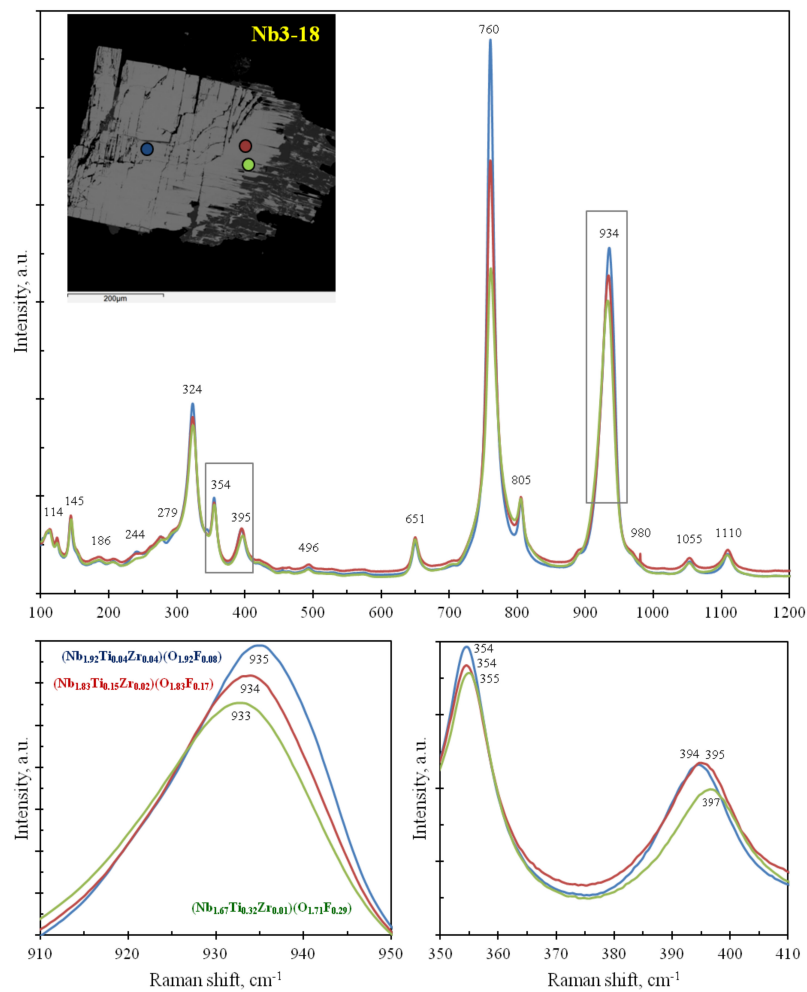 Nb3-18
200µm
760
934
324
354
395
114
145
186
244
279
496
651
805
980
1055
1110
Intensity, a.u.
100 200 300 400 500 600 700 800 900 1000 1100 1200
(Nb1.92Ti0.04Zr0.04)(O1.92F0.08)
(Nb1.83Ti0.15Zr0.02)(O1.83F0.17)
935
934
933
(Nb1.67Ti0.32Zr0.01)(O1.71F0.29)
Intensity, a.u.
910 920 930 940 950
Raman shift, cm-1
354
354
355
394 395
397
Intensity, a.u.
350 360 370 380 390 400 410
Raman shift, cm-1